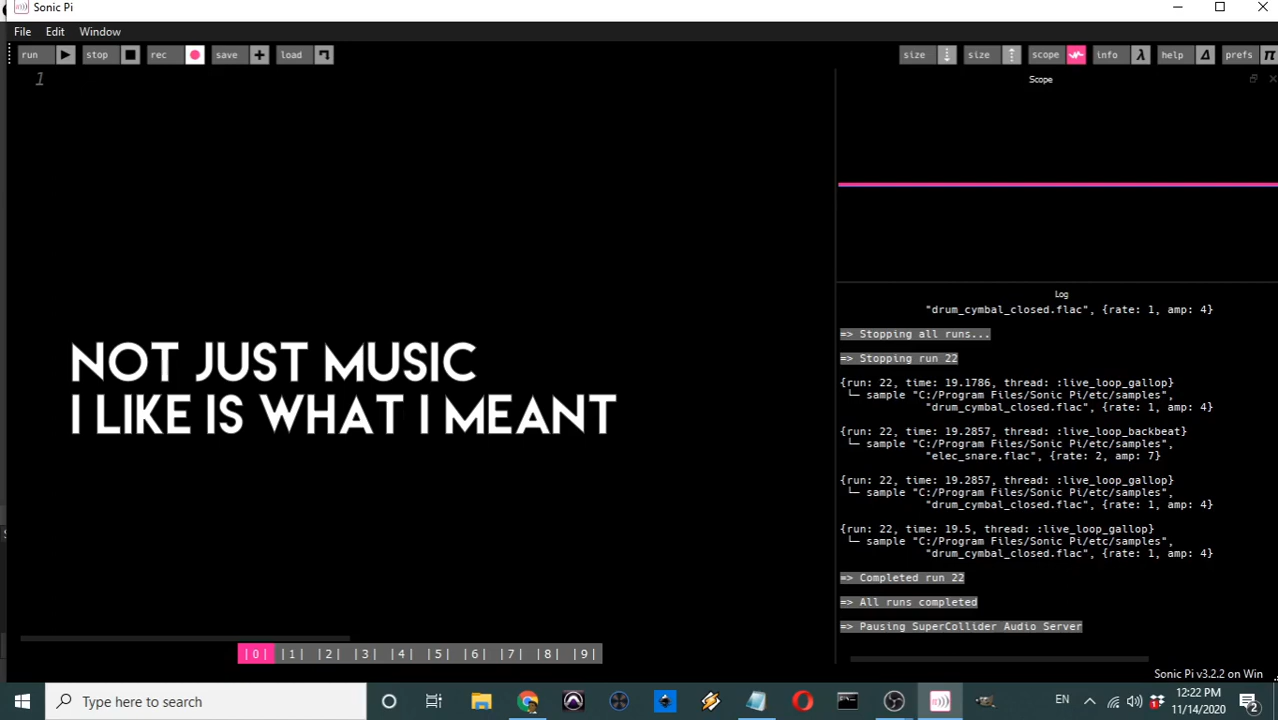 Sonic Pi
File Edit Window
run stop rec save load size size scope info help prefs
1
Scope
NOT JUST MUSIC
I LIKE IS WHAT I MEANT
Log
"drum_cymbal_closed.flac", {rate: 1, amp: 4}
=> Stopping all runs...
=> Stopping run 22
{run: 22, time: 19.1786, thread: :live_loop_gallop}
└─ sample "C:/Program Files/Sonic Pi/etc/samples",
"drum_cymbal_closed.flac", {rate: 1, amp: 4}
{run: 22, time: 19.2857, thread: :live_loop_backbeat}
└─ sample "C:/Program Files/Sonic Pi/etc/samples",
"elec_snare.flac", {rate: 2, amp: 7}
{run: 22, time: 19.2857, thread: :live_loop_gallop}
└─ sample "C:/Program Files/Sonic Pi/etc/samples",
"drum_cymbal_closed.flac", {rate: 1, amp: 4}
{run: 22, time: 19.5, thread: :live_loop_gallop}
└─ sample "C:/Program Files/Sonic Pi/etc/samples",
"drum_cymbal_closed.flac", {rate: 1, amp: 4}
=> Completed run 22
=> All runs completed
=> Pausing SuperCollider Audio Server
|0| |1| |2| |3| |4| |5| |6| |7| |8| |9|
Sonic Pi v3.2.2 on Win
Type here to search
EN
12:22 PM
11/14/2020
2